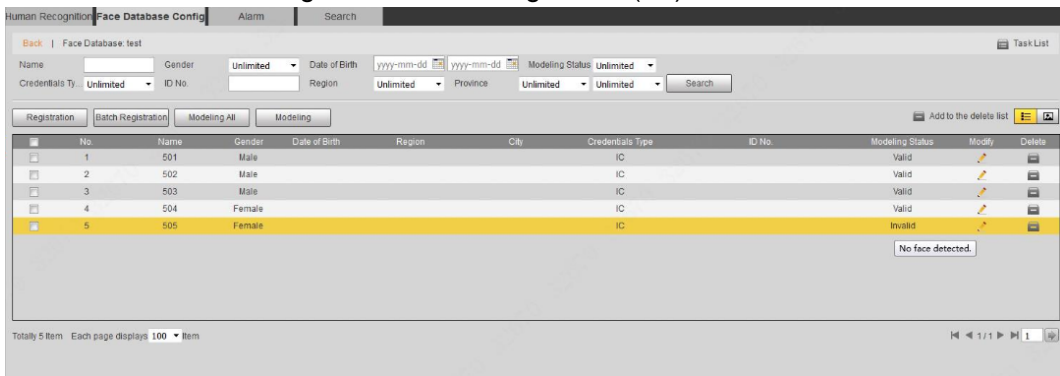 Human Recognition Face Database Config Alarm Search
Back | Face Database: test Task List
Name Gender Unlimited Date of Birth yyyy-mm-dd yyyy-mm-dd Modeling Status Unlimited
Credentials Ty... Unlimited ID No. Region Unlimited Province Unlimited Unlimited Search
Registration Batch Registration Modeling All Modeling Add to the delete list
No. Name Gender Date of Birth Region City Credentials Type ID No. Modeling Status Modify Delete
1 501 Male IC Valid
2 502 Male IC Valid
3 503 Male IC Valid
4 504 Female IC Valid
5 505 Female IC Invalid
No face detected.
Totally 5 Item Each page displays 100 Item 1/1 1